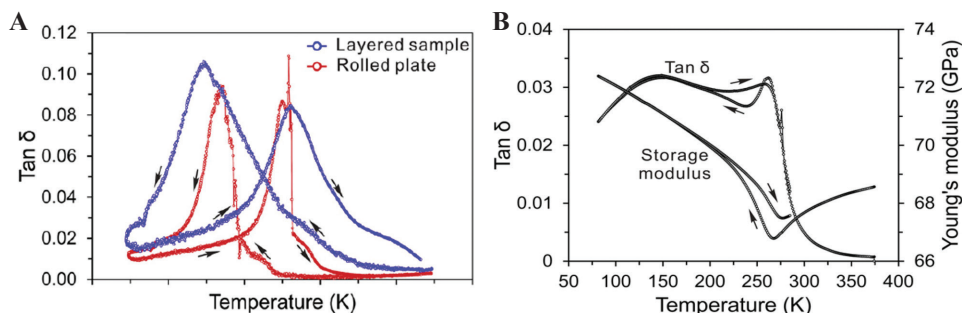 A
0.12
0.10
0.08
0.06
0.04
0.02
0.00
Tan δ
Layered sample
Rolled plate
Temperature (K)
B
0.04
0.03
0.02
0.01
0
Tan δ
Tan δ
Storage
modulus
74
72
70
68
66
Young's modulus (GPa)
50 100 150 200 250 300 350 400
Temperature (K)